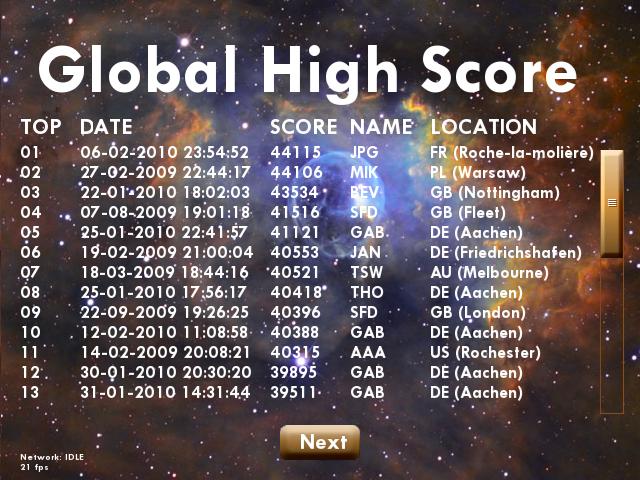 Global High Score
TOP DATE SCORE NAME LOCATION
01 06-02-2010 23:54:52 44115 JPG FR (Roche-la-molière)
02 27-02-2009 22:44:17 44106 MIK PL (Warsaw)
03 22-01-2010 18:02:03 43534 BEV GB (Nottingham)
04 07-08-2009 19:01:18 41516 SFD GB (Fleet)
05 25-01-2010 22:41:57 41121 GAB DE (Aachen)
06 19-02-2009 21:00:04 40553 JAN DE (Friedrichshafen)
07 18-03-2009 18:44:16 40521 TSW AU (Melbourne)
08 25-01-2010 17:56:17 40418 THO DE (Aachen)
09 22-09-2009 19:26:25 40396 SFD GB (London)
10 12-02-2010 11:08:58 40388 GAB DE (Aachen)
11 14-02-2009 20:08:21 40315 AAA US (Rochester)
12 30-01-2010 20:30:20 39895 GAB DE (Aachen)
13 31-01-2010 14:31:44 39511 GAB DE (Aachen)
Next
Network: IDLE
21 fps